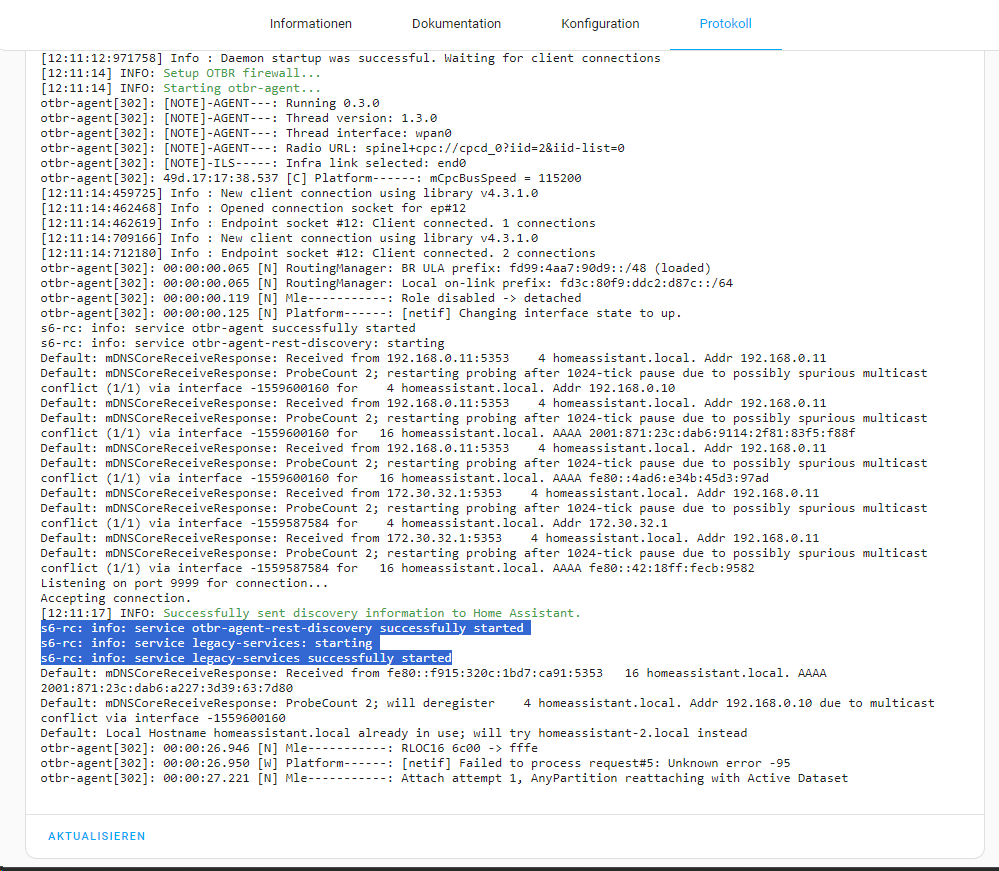 Informationen Dokumentation Konfiguration Protokoll
[12:11:12:971758] Info : Daemon startup was successful. Waiting for client connections
[12:11:14] INFO: Setup OTBR firewall...
[12:11:14] INFO: Starting otbr-agent...
otbr-agent[302]: [NOTE]-AGENT---: Running 0.3.0
otbr-agent[302]: [NOTE]-AGENT---: Thread version: 1.3.0
otbr-agent[302]: [NOTE]-AGENT---: Thread interface: wpan0
otbr-agent[302]: [NOTE]-AGENT---: Radio URL: spinel+cpc://cpcd_0?iid=2&iid-list=0
otbr-agent[302]: [NOTE]-ILS-----: Infra link selected: end0
otbr-agent[302]: 49d.17:17:38.537 [C] Platform------: mCpcBusSpeed = 115200
[12:11:14:459725] Info : New client connection using library v4.3.1.0
[12:11:14:462468] Info : Opened connection socket for ep#12
[12:11:14:462619] Info : Endpoint socket #12: Client connected. 1 connections
[12:11:14:709166] Info : New client connection using library v4.3.1.0
[12:11:14:712180] Info : Endpoint socket #12: Client connected. 2 connections
otbr-agent[302]: 00:00:00.065 [N] RoutingManager: BR ULA prefix: fd99:4aa7:90d9::/48 (loaded)
otbr-agent[302]: 00:00:00.065 [N] RoutingManager: Local on-link prefix: fd3c:80f9:ddc2:d87c::/64
otbr-agent[302]: 00:00:00.119 [N] Mle-----------: Role disabled -> detached
otbr-agent[302]: 00:00:00.125 [N] Platform------: [netif] Changing interface state to up.
s6-rc: info: service otbr-agent successfully started
s6-rc: info: service otbr-agent-rest-discovery: starting
Default: mDNSCoreReceiveResponse: Received from 192.168.0.11:5353    4 homeassistant.local. Addr 192.168.0.11
Default: mDNSCoreReceiveResponse: ProbeCount 2; restarting probing after 1024-tick pause due to possibly spurious multicast
conflict (1/1) via interface -1559600160 for    4 homeassistant.local. Addr 192.168.0.10
Default: mDNSCoreReceiveResponse: Received from 192.168.0.11:5353    4 homeassistant.local. Addr 192.168.0.11
Default: mDNSCoreReceiveResponse: ProbeCount 2; restarting probing after 1024-tick pause due to possibly spurious multicast
conflict (1/1) via interface -1559600160 for   16 homeassistant.local. AAAA 2001:871:23c:dab6:9114:2f81:83f5:f88f
Default: mDNSCoreReceiveResponse: Received from 192.168.0.11:5353    4 homeassistant.local. Addr 192.168.0.11
Default: mDNSCoreReceiveResponse: ProbeCount 2; restarting probing after 1024-tick pause due to possibly spurious multicast
conflict (1/1) via interface -1559600160 for   16 homeassistant.local. AAAA fe80::4ad6:e34b:45d3:97ad
Default: mDNSCoreReceiveResponse: Received from 172.30.32.1:5353    4 homeassistant.local. Addr 192.168.0.11
Default: mDNSCoreReceiveResponse: ProbeCount 2; restarting probing after 1024-tick pause due to possibly spurious multicast
conflict (1/1) via interface -1559587584 for    4 homeassistant.local. Addr 172.30.32.1
Default: mDNSCoreReceiveResponse: Received from 172.30.32.1:5353    4 homeassistant.local. Addr 192.168.0.11
Default: mDNSCoreReceiveResponse: ProbeCount 2; restarting probing after 1024-tick pause due to possibly spurious multicast
conflict (1/1) via interface -1559587584 for   16 homeassistant.local. AAAA fe80::42:18ff:fecb:9582
Listening on port 9999 for connection...
Accepting connection.
[12:11:17] INFO: Successfully sent discovery information to Home Assistant.
s6-rc: info: service otbr-agent-rest-discovery successfully started
s6-rc: info: service legacy-services: starting
s6-rc: info: service legacy-services successfully started
Default: mDNSCoreReceiveResponse: Received from fe80::f915:320c:1bd7:ca91:5353   16 homeassistant.local. AAAA
2001:871:23c:dab6:a227:3d39:63:7d80
Default: mDNSCoreReceiveResponse: ProbeCount 2; will deregister    4 homeassistant.local. Addr 192.168.0.10 due to multicast
conflict via interface -1559600160
Default: Local Hostname homeassistant.local already in use; will try homeassistant-2.local instead
otbr-agent[302]: 00:00:26.946 [N] Mle-----------: RLOC16 6c00 -> fffe
otbr-agent[302]: 00:00:26.950 [W] Platform------: [netif] Failed to process request#5: Unknown error -95
otbr-agent[302]: 00:00:27.221 [N] Mle-----------: Attach attempt 1, AnyPartition reattaching with Active Dataset
AKTUALISIEREN